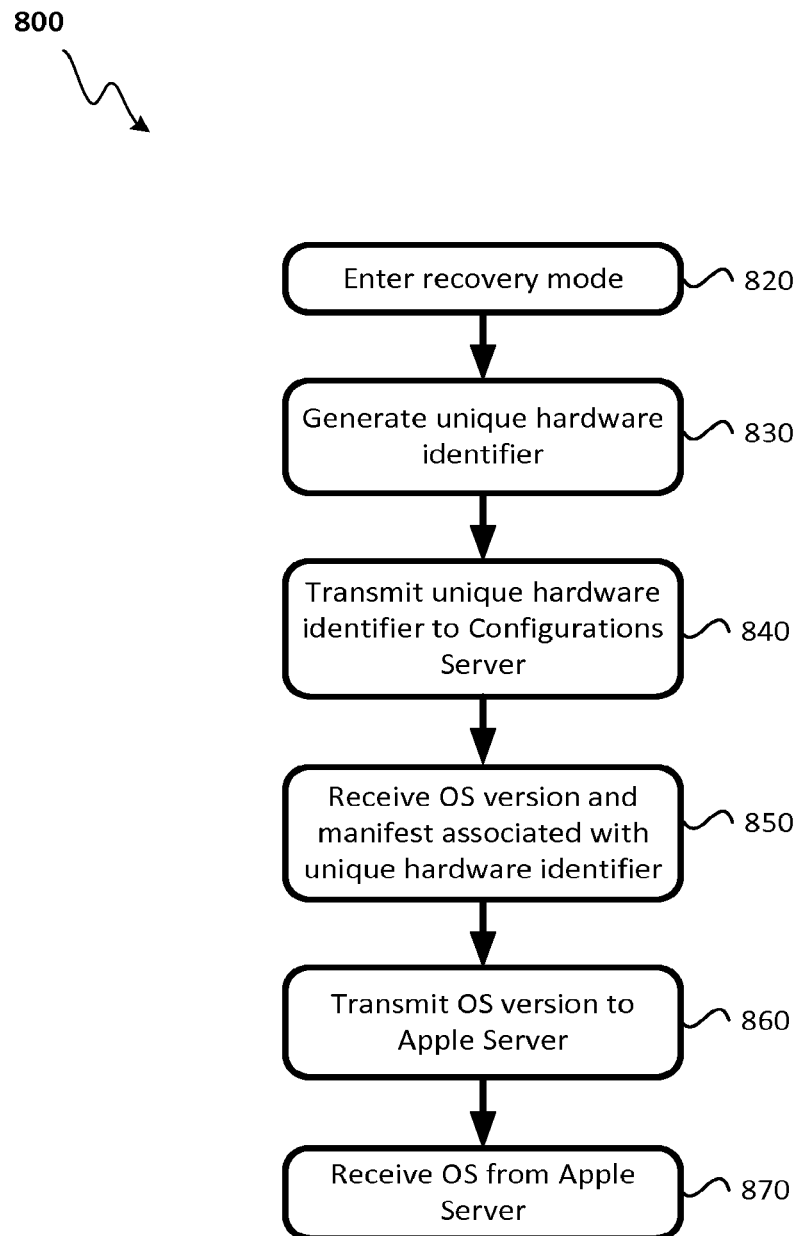 800
Enter recovery mode
820
Generate unique hardware
identifier
830
Transmit unique hardware
identifier to Configurations
Server
840
Receive OS version and
manifest associated with
unique hardware identifier
850
Transmit OS version to
Apple Server
860
Receive OS from Apple
Server
870